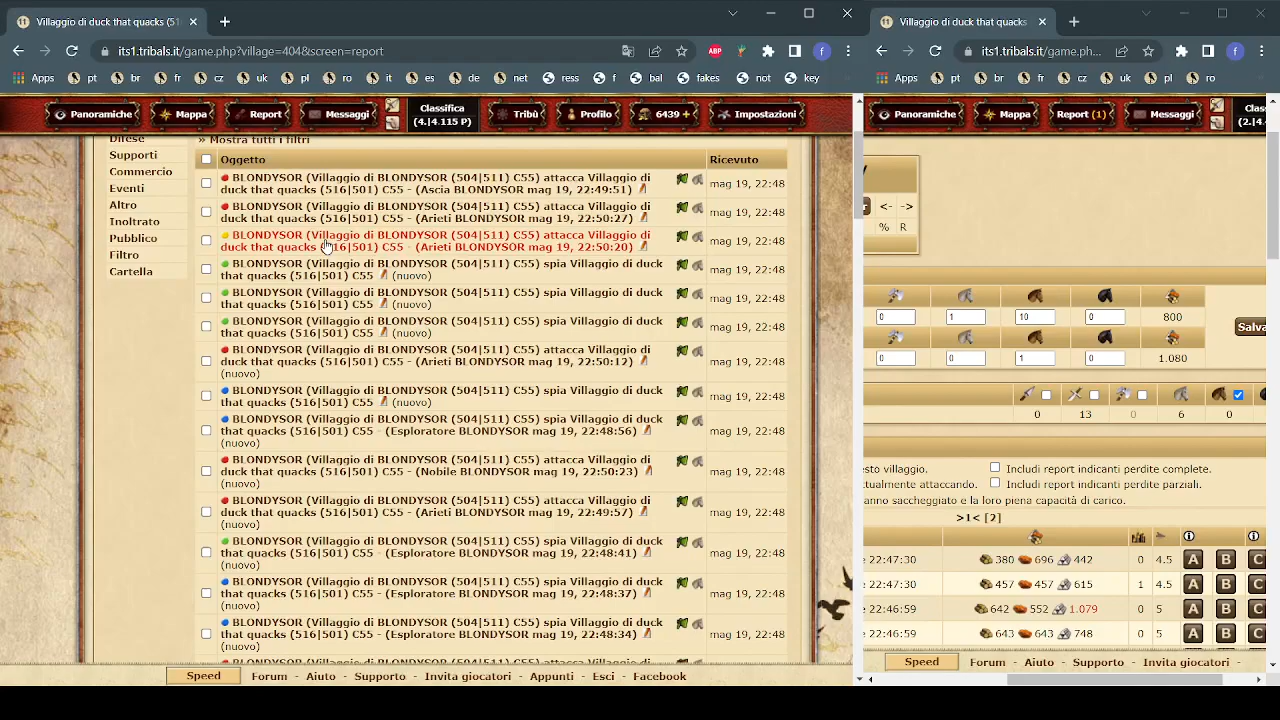 Villaggio di duck that quacks (51
Villaggio di duck that quacks
its1.tribals.it/game.php?village=404&screen=report
its1.tribals.it/game.ph...
Apps pt br fr cz uk pl ro it es de net ress f bal fakes not key
Apps pt br fr cz uk pl ro
Panoramiche Mappa Report Messaggi Classifica (4.|4.115 P) Tribù Profilo 6439 + Impostazioni
Panoramiche Mappa Report (1) Messaggi Clas (2.|4
Difese
Supporti
Commercio
Eventi
Altro
Inoltrato
Pubblico
Filtro
Cartella
» Mostra tutti i filtri
Oggetto Ricevuto
BLONDYSOR (Villaggio di BLONDYSOR (504|511) C55) attacca Villaggio di
duck that quacks (516|501) C55 - (Ascia BLONDYSOR mag 19, 22:49:51) mag 19, 22:48
BLONDYSOR (Villaggio di BLONDYSOR (504|511) C55) attacca Villaggio di
duck that quacks (516|501) C55 - (Arieti BLONDYSOR mag 19, 22:50:27) mag 19, 22:48
BLONDYSOR (Villaggio di BLONDYSOR (504|511) C55) attacca Villaggio di
duck that quacks (516|501) C55 - (Arieti BLONDYSOR mag 19, 22:50:20) mag 19, 22:48
BLONDYSOR (Villaggio di BLONDYSOR (504|511) C55) spia Villaggio di duck
that quacks (516|501) C55 (nuovo) mag 19, 22:48
BLONDYSOR (Villaggio di BLONDYSOR (504|511) C55) spia Villaggio di duck
that quacks (516|501) C55 (nuovo) mag 19, 22:48
BLONDYSOR (Villaggio di BLONDYSOR (504|511) C55) spia Villaggio di duck
that quacks (516|501) C55 (nuovo) mag 19, 22:48
BLONDYSOR (Villaggio di BLONDYSOR (504|511) C55) attacca Villaggio di
duck that quacks (516|501) C55 - (Arieti BLONDYSOR mag 19, 22:50:12) mag 19, 22:48
(nuovo)
BLONDYSOR (Villaggio di BLONDYSOR (504|511) C55) spia Villaggio di duck
that quacks (516|501) C55 (nuovo) mag 19, 22:48
BLONDYSOR (Villaggio di BLONDYSOR (504|511) C55) spia Villaggio di duck
that quacks (516|501) C55 - (Esploratore BLONDYSOR mag 19, 22:48:56) mag 19, 22:48
(nuovo)
BLONDYSOR (Villaggio di BLONDYSOR (504|511) C55) attacca Villaggio di
duck that quacks (516|501) C55 - (Nobile BLONDYSOR mag 19, 22:50:23) mag 19, 22:48
(nuovo)
BLONDYSOR (Villaggio di BLONDYSOR (504|511) C55) attacca Villaggio di
duck that quacks (516|501) C55 - (Arieti BLONDYSOR mag 19, 22:49:57) mag 19, 22:48
(nuovo)
BLONDYSOR (Villaggio di BLONDYSOR (504|511) C55) spia Villaggio di duck
that quacks (516|501) C55 - (Esploratore BLONDYSOR mag 19, 22:48:41) mag 19, 22:48
(nuovo)
BLONDYSOR (Villaggio di BLONDYSOR (504|511) C55) spia Villaggio di duck
that quacks (516|501) C55 - (Esploratore BLONDYSOR mag 19, 22:48:37) mag 19, 22:48
(nuovo)
BLONDYSOR (Villaggio di BLONDYSOR (504|511) C55) spia Villaggio di duck
that quacks (516|501) C55 - (Esploratore BLONDYSOR mag 19, 22:48:34) mag 19, 22:48
(nuovo)
BLONDYSOR (Villaggio di BLONDYSOR (504|511) C55) attacca Villaggio di
Speed Forum - Aiuto - Supporto - Invita giocatori - Appunti - Esci - Facebook
<- ->
% R
0 1 10 0 800
Salva
0 0 1 0 1.080
0 13 0 6 0
esto villaggio. Includi report indicanti perdite complete.
ctualmente attaccando. Includi report indicanti perdite parziali.
anno saccheggiato e la loro piena capacità di carico.
>1< [2]
e 22:47:30 380 696 442 0 4.5 A B C
e 22:47:30 457 457 615 1 4.5 A B C
e 22:46:59 642 552 1.079 0 5 A B C
e 22:46:59 643 643 748 0 5 A B C
Speed Forum - Aiuto - Supporto - Invita giocatori -